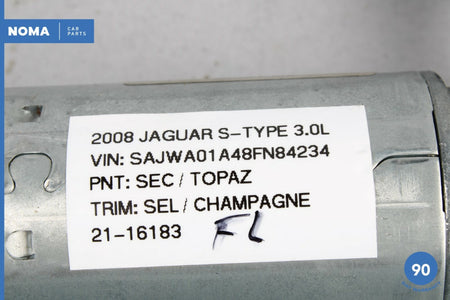 NOMA CAR PARTS
2008 JAGUAR S-TYPE 3.0L
VIN: SAJWA01A48FN84234
PNT: SEC / TOPAZ
TRIM: SEL / CHAMPAGNE
21-16183 FL
90
DAYS